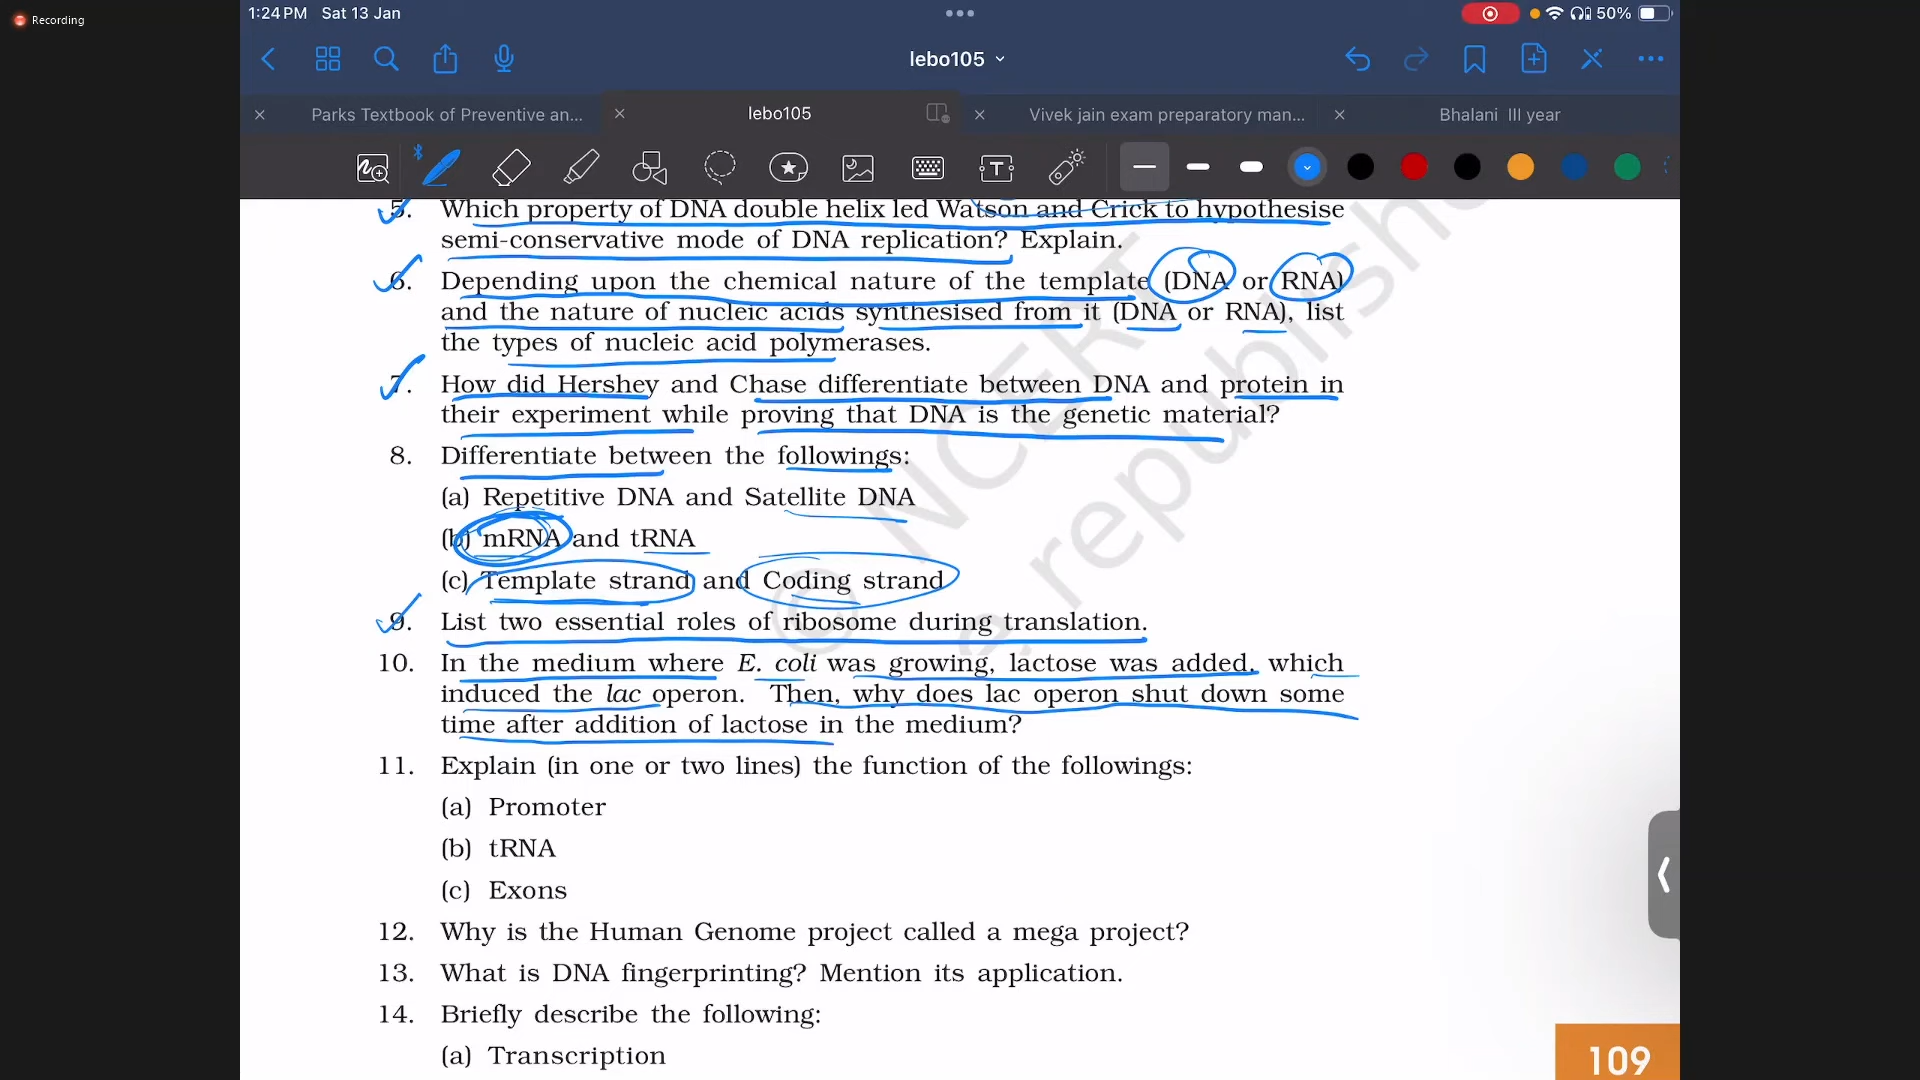 Recording
1:24 PM Sat 13 Jan
50%
lebo105
Parks Textbook of Preventive an...
lebo105
Vivek jain exam preparatory man...
Bhalani III year
5. Which property of DNA double helix led Watson and Crick to hypothesise
semi-conservative mode of DNA replication? Explain.
6. Depending upon the chemical nature of the template (DNA or RNA)
and the nature of nucleic acids synthesised from it (DNA or RNA), list
the types of nucleic acid polymerases.
7. How did Hershey and Chase differentiate between DNA and protein in
their experiment while proving that DNA is the genetic material?
8. Differentiate between the followings:
(a) Repetitive DNA and Satellite DNA
(b) mRNA and tRNA
(c) Template strand and Coding strand
9. List two essential roles of ribosome during translation.
10. In the medium where E. coli was growing, lactose was added, which
induced the lac operon. Then, why does lac operon shut down some
time after addition of lactose in the medium?
11. Explain (in one or two lines) the function of the followings:
(a) Promoter
(b) tRNA
(c) Exons
12. Why is the Human Genome project called a mega project?
13. What is DNA fingerprinting? Mention its application.
14. Briefly describe the following:
(a) Transcription
109
© NCERT
republish